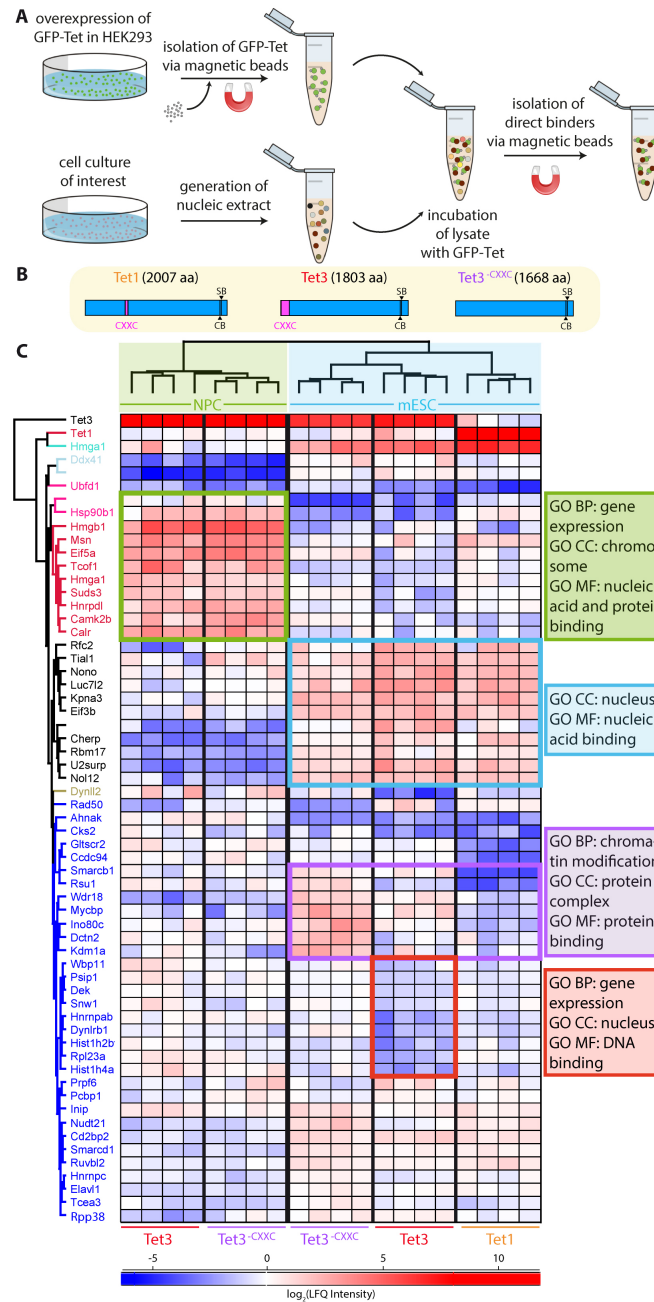 A
overexpression of
GFP-Tet in HEK293
isolation of GFP-Tet
via magnetic beads
isolation of
direct binders
via magnetic beads
cell culture
of interest
generation of
nucleic extract
incubation
of lysate
with GFP-Tet
B
Tet1 (2007 aa)
SB
CXXC
CB
Tet3 (1803 aa)
SB
CXXC
CB
Tet3-CXXC (1668 aa)
SB
CB
C
NPC
mESC
Tet3
Tet1
Hmga1
Ddx41
Ubfd1
Hsp90b1
Hmgb1
Msn
Eif5a
Tcof1
Hmga1
Suds3
Hnrpdl
Camk2b
Calr
Rfc2
Tial1
Nono
Luc7l2
Kpna3
Eif3b
Cherp
Rbm17
U2surp
Nol12
Dynll2
Rad50
Ahnak
Cks2
Gltscr2
Ccdc94
Smarcb1
Rsu1
Wdr18
Mycbp
Ino80c
Dctn2
Kdm1a
Wbp11
Psip1
Dek
Snw1
Hnrnpab
Dynlrb1
Hist1h2b
Rpl23a
Hist1h4a
Prpf6
Pcbp1
Inip
Nudt21
Cd2bp2
Smarcd1
Ruvbl2
Hnrnpc
Elavl1
Tcea3
Rpp38
GO BP: gene
expression
GO CC: chromo
some
GO MF: nucleic
acid and protein
binding
GO CC: nucleus
GO MF: nucleic
acid binding
GO BP: chroma-
tin modification
GO CC: protein
complex
GO MF: protein
binding
GO BP: gene
expression
GO CC: nucleus
GO MF: DNA
binding
Tet3
Tet3-CXXC
Tet3-CXXC
Tet3
Tet1
-5
0
5
10
log2(LFQ Intensity)